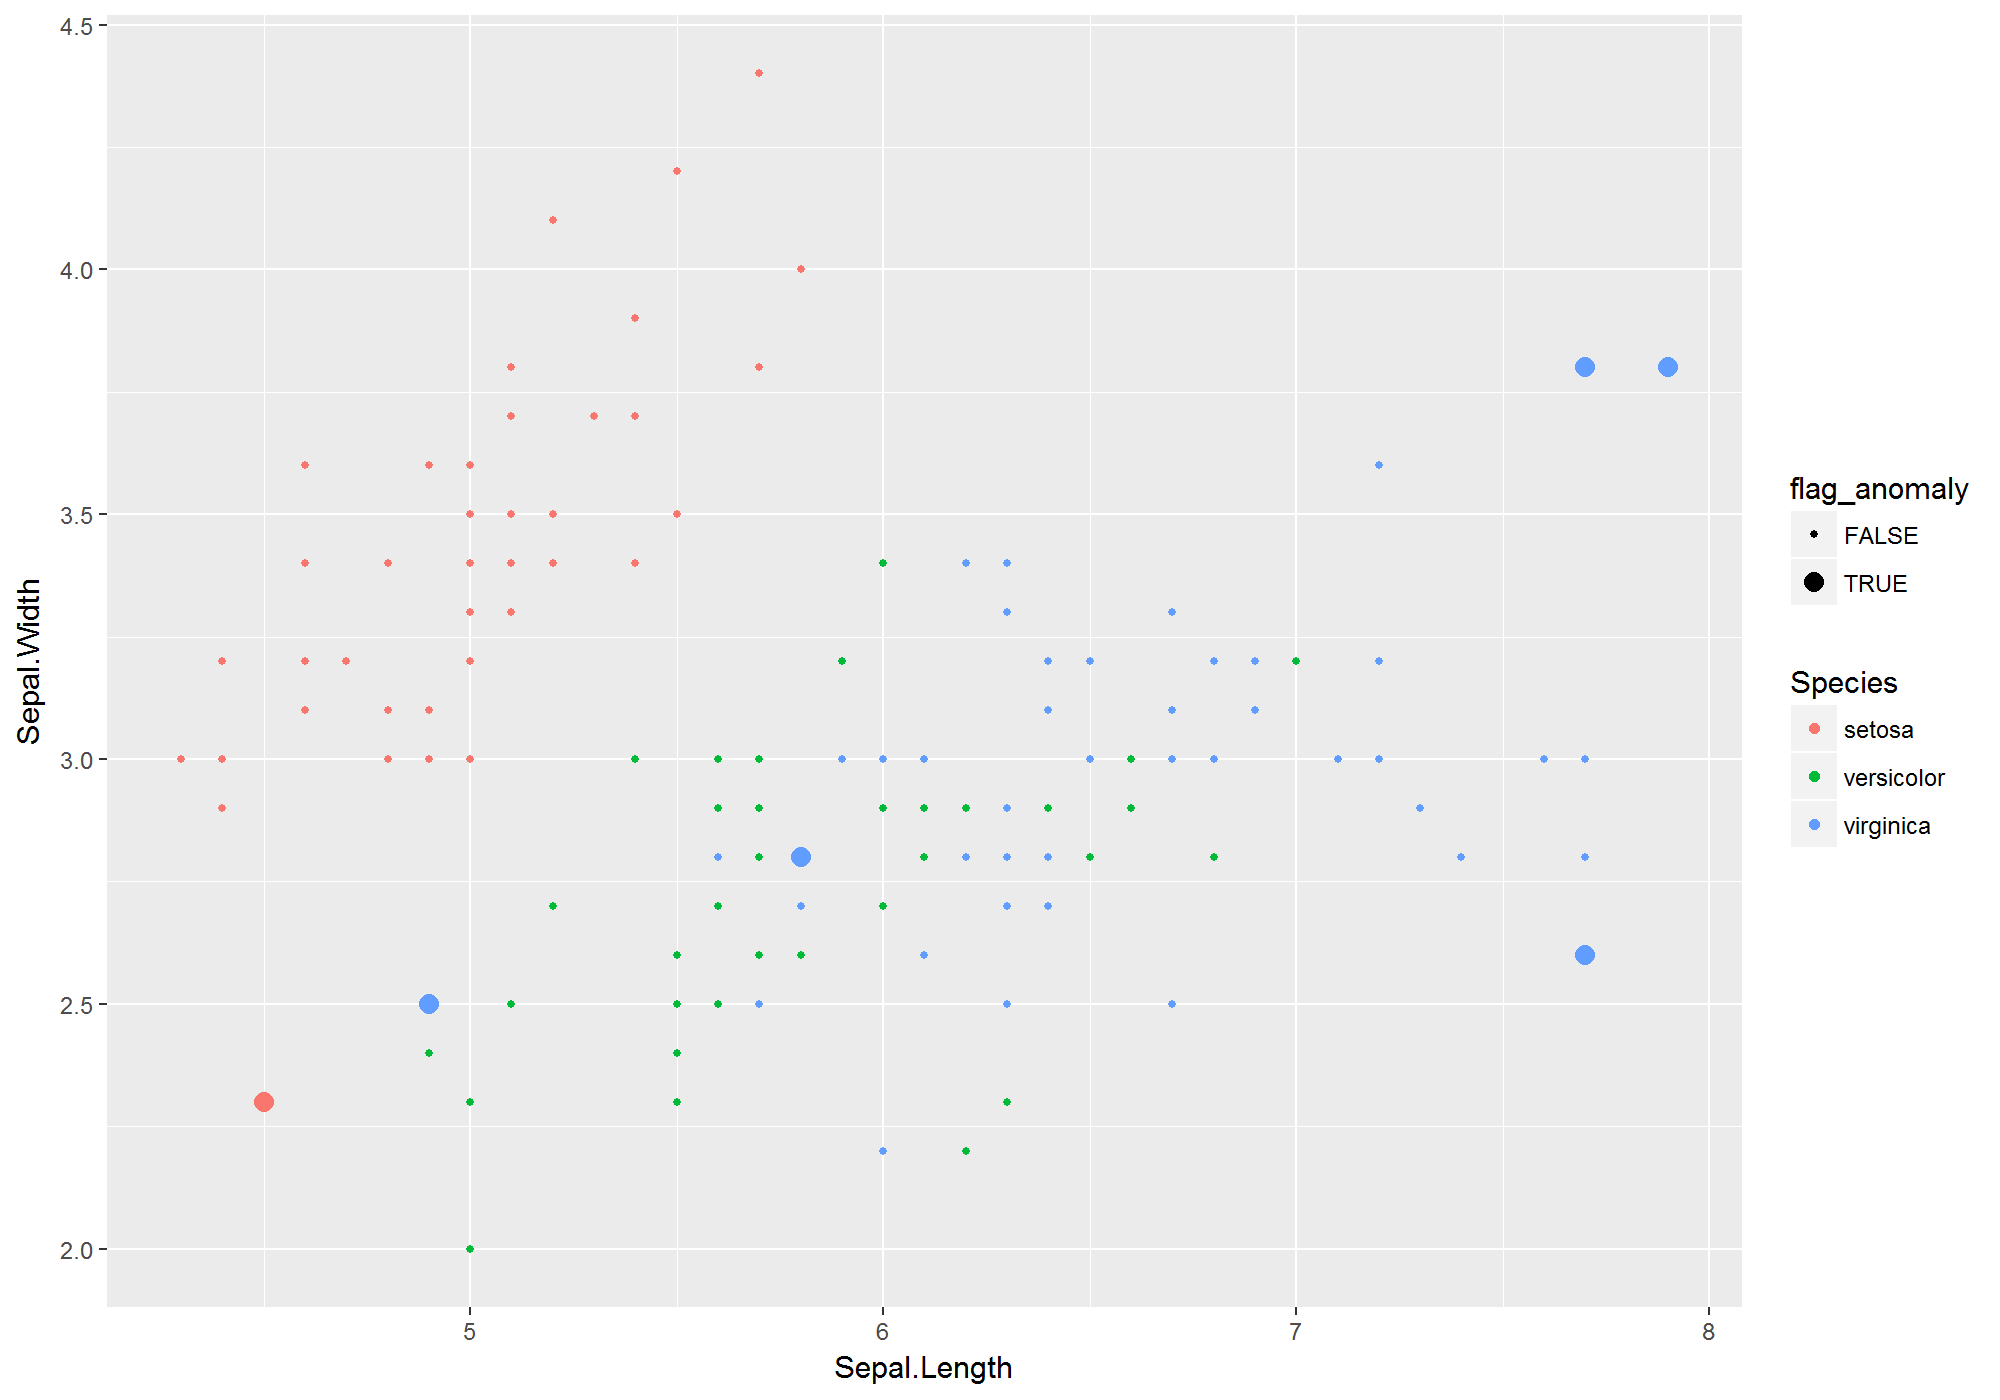 4.5
4.0
3.5
3.0
2.5
2.0
Sepal.Width
5 6 7 8
Sepal.Length
flag_anomaly
FALSE
TRUE
Species
setosa
versicolor
virginica